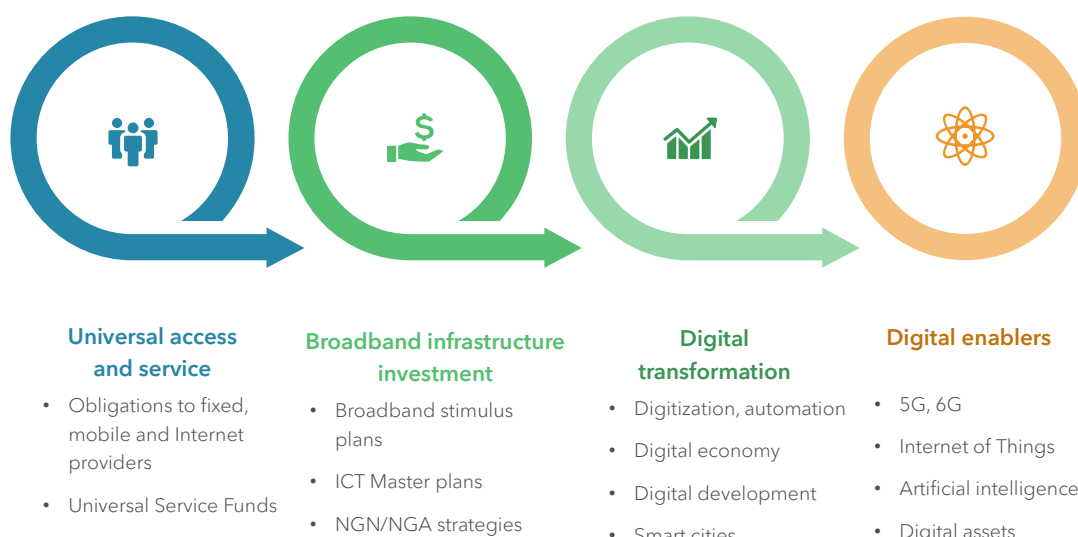 Universal access
and service
• Obligations to fixed,
mobile and Internet
providers
• Universal Service Funds
Broadband infrastructure
investment
• Broadband stimulus
plans
• ICT Master plans
• NGN/NGA strategies
Digital
transformation
• Digitization, automation
• Digital economy
• Digital development
• Smart cities
Digital enablers
• 5G, 6G
• Internet of Things
• Artificial intelligence
• Digital assets